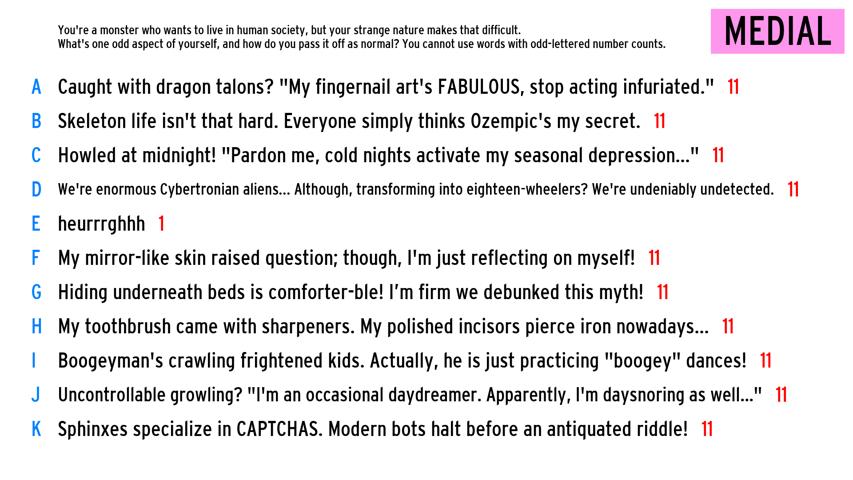 You're a monster who wants to live in human society, but your strange nature makes that difficult.
What's one odd aspect of yourself, and how do you pass it off as normal? You cannot use words with odd-lettered number counts.
MEDIAL
A Caught with dragon talons? "My fingernail art's FABULOUS, stop acting infuriated." 11
B Skeleton life isn't that hard. Everyone simply thinks Ozempic's my secret. 11
C Howled at midnight! "Pardon me, cold nights activate my seasonal depression..." 11
D We're enormous Cybertronian aliens... Although, transforming into eighteen-wheelers? We're undeniably undetected. 11
E heurrrghhh 1
F My mirror-like skin raised question; though, I'm just reflecting on myself! 11
G Hiding underneath beds is comforter-ble! I'm firm we debunked this myth! 11
H My toothbrush came with sharpeners. My polished incisors pierce iron nowadays... 11
I Boogeyman's crawling frightened kids. Actually, he is just practicing "boogey" dances! 11
J Uncontrollable growling? "I'm an occasional daydreamer. Apparently, I'm daysnoring as well..." 11
K Sphinxes specialize in CAPTCHAS. Modern bots halt before an antiquated riddle! 11